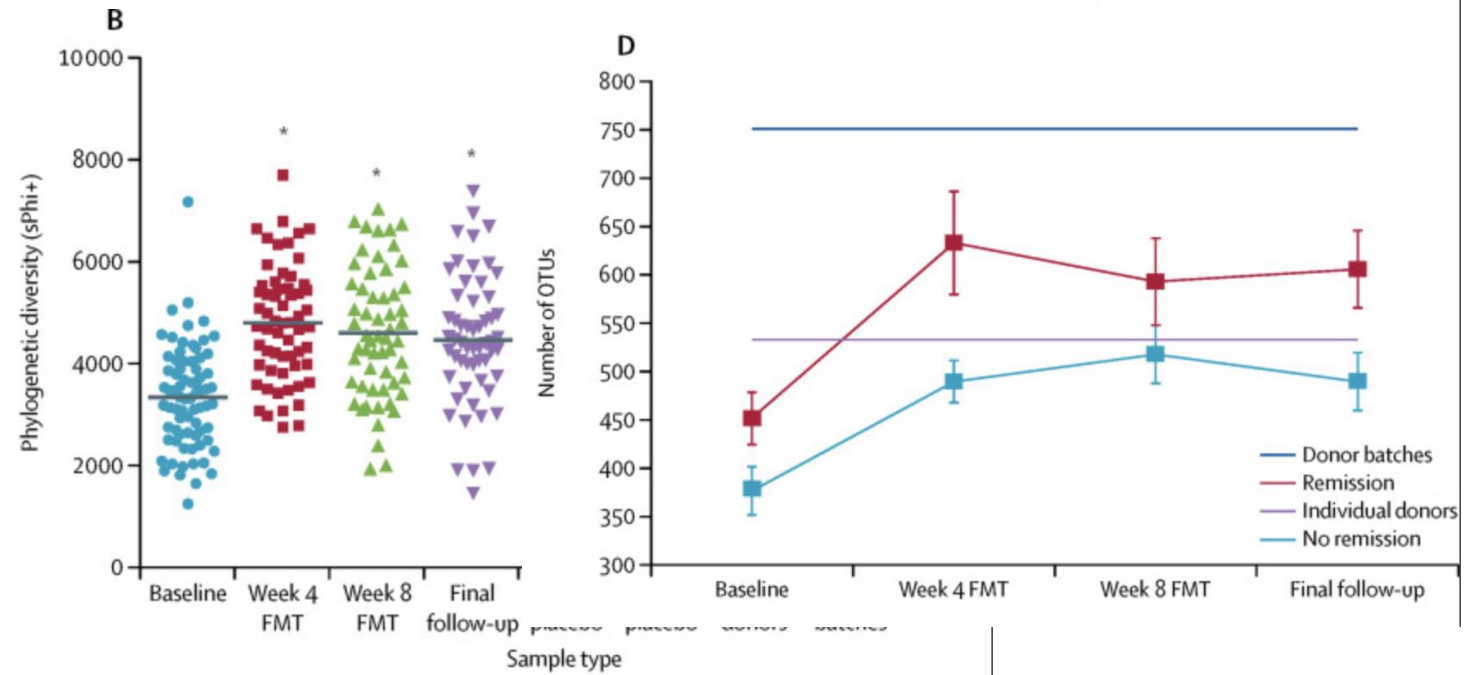 B
10 000
8000
6000
4000
2000
0
Phylogenetic diversity (sPhi+)
*
*
*
Baseline
Week 4
FMT
Week 8
FMT
Final
follow-up
placebo placebo donors batches
Sample type
D
800
750
700
650
600
550
500
450
400
350
300
Number of OTUs
Baseline
Week 4 FMT
Week 8 FMT
Final follow-up
Donor batches
Remission
Individual donors
No remission